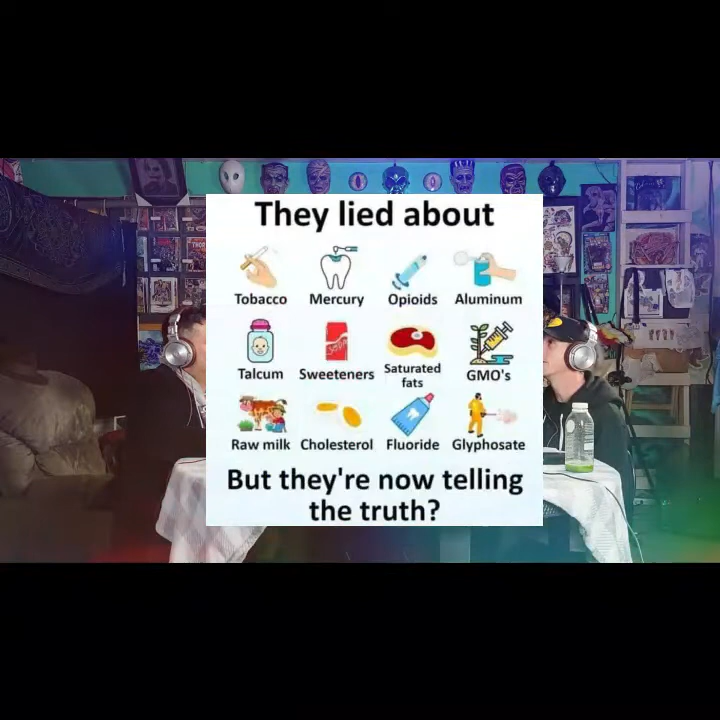 They lied about
Tobacco Mercury Opioids Aluminum
Talcum Sweeteners Saturated fats GMO's
Raw milk Cholesterol Fluoride Glyphosate
But they're now telling
the truth?